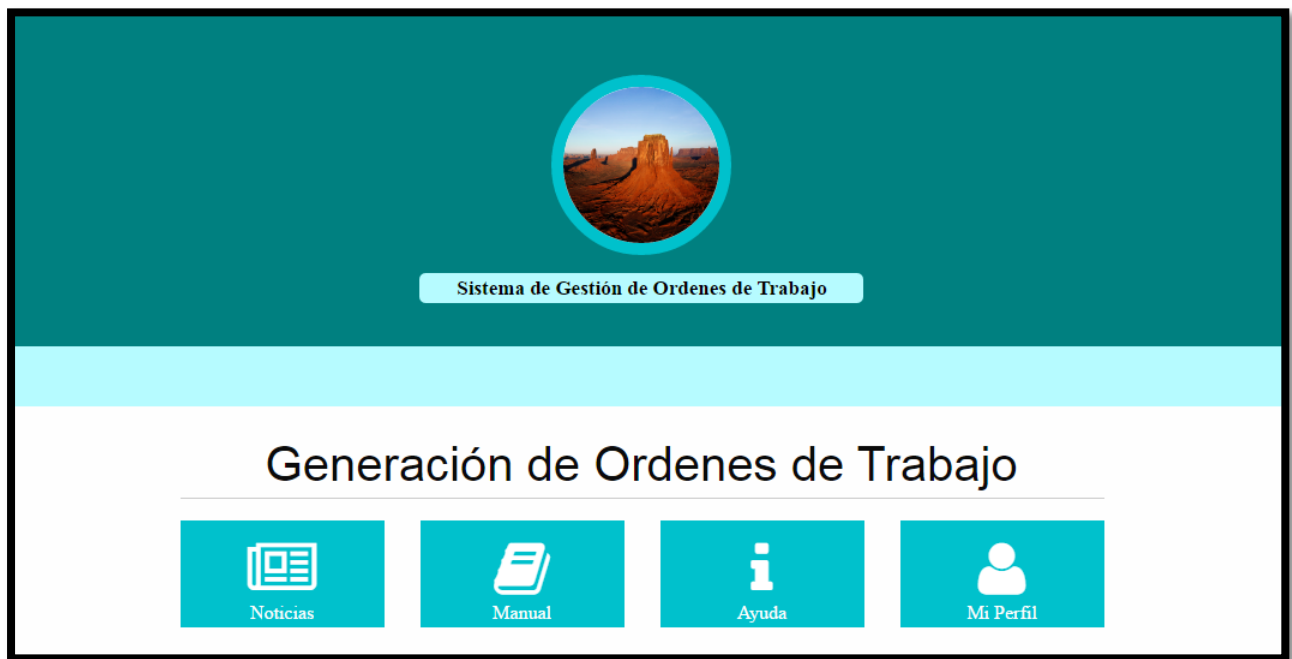 Sistema de Gestión de Ordenes de Trabajo
Generación de Ordenes de Trabajo
Noticias
Manual
Ayuda
Mi Perfil